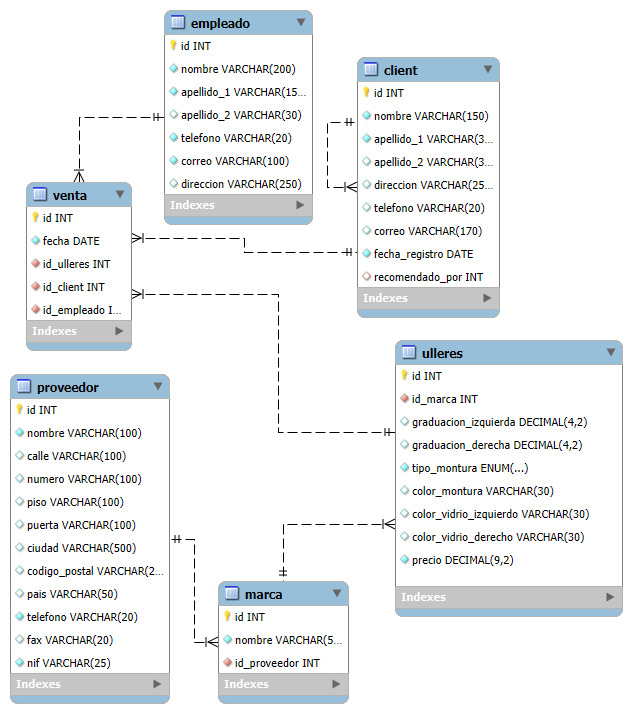 empleado
id INT
nombre VARCHAR(200)
apellido_1 VARCHAR(15...
apellido_2 VARCHAR(30)
telefono VARCHAR(20)
correo VARCHAR(100)
direccion VARCHAR(250)
Indexes
client
id INT
nombre VARCHAR(150)
apellido_1 VARCHAR(3...
apellido_2 VARCHAR(3...
direccion VARCHAR(25...
telefono VARCHAR(20)
correo VARCHAR(170)
fecha_registro DATE
recomendado_por INT
Indexes
venta
id INT
fecha DATE
id_ulleres INT
id_client INT
id_empleado I...
Indexes
ulleres
id INT
id_marca INT
graduacion_izquierda DECIMAL(4,2)
graduacion_derecha DECIMAL(4,2)
tipo_montura ENUM(...)
color_montura VARCHAR(30)
color_vidrio_izquierdo VARCHAR(30)
color_vidrio_derecho VARCHAR(30)
precio DECIMAL(9,2)
Indexes
proveedor
id INT
nombre VARCHAR(100)
calle VARCHAR(100)
numero VARCHAR(100)
piso VARCHAR(100)
puerta VARCHAR(100)
ciudad VARCHAR(500)
codigo_postal VARCHAR(2...
pais VARCHAR(50)
telefono VARCHAR(20)
fax VARCHAR(20)
nif VARCHAR(25)
Indexes
marca
id INT
nombre VARCHAR(5...
id_proveedor INT
Indexes